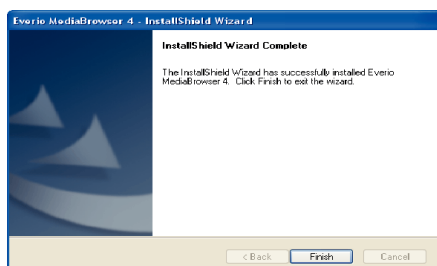 Everio MediaBrowser 4 - InstallShield Wizard
InstallShield Wizard Complete
The InstallShield Wizard has successfully installed Everio
MediaBrowser 4. Click Finish to exit the wizard.
< Back Finish Cancel